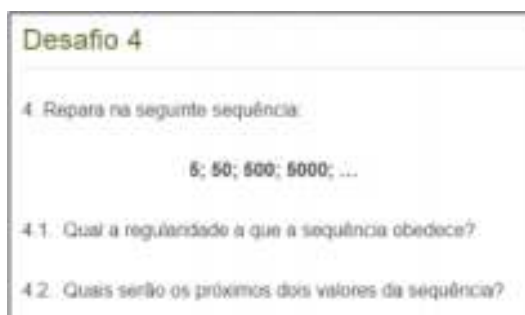 Desafio 4
4. Repara na seguinte sequência:
5; 50; 500; 5000; ...
4.1. Qual a regularidade a que a sequência obedece?
4.2. Quais serão os próximos dois valores da sequência?